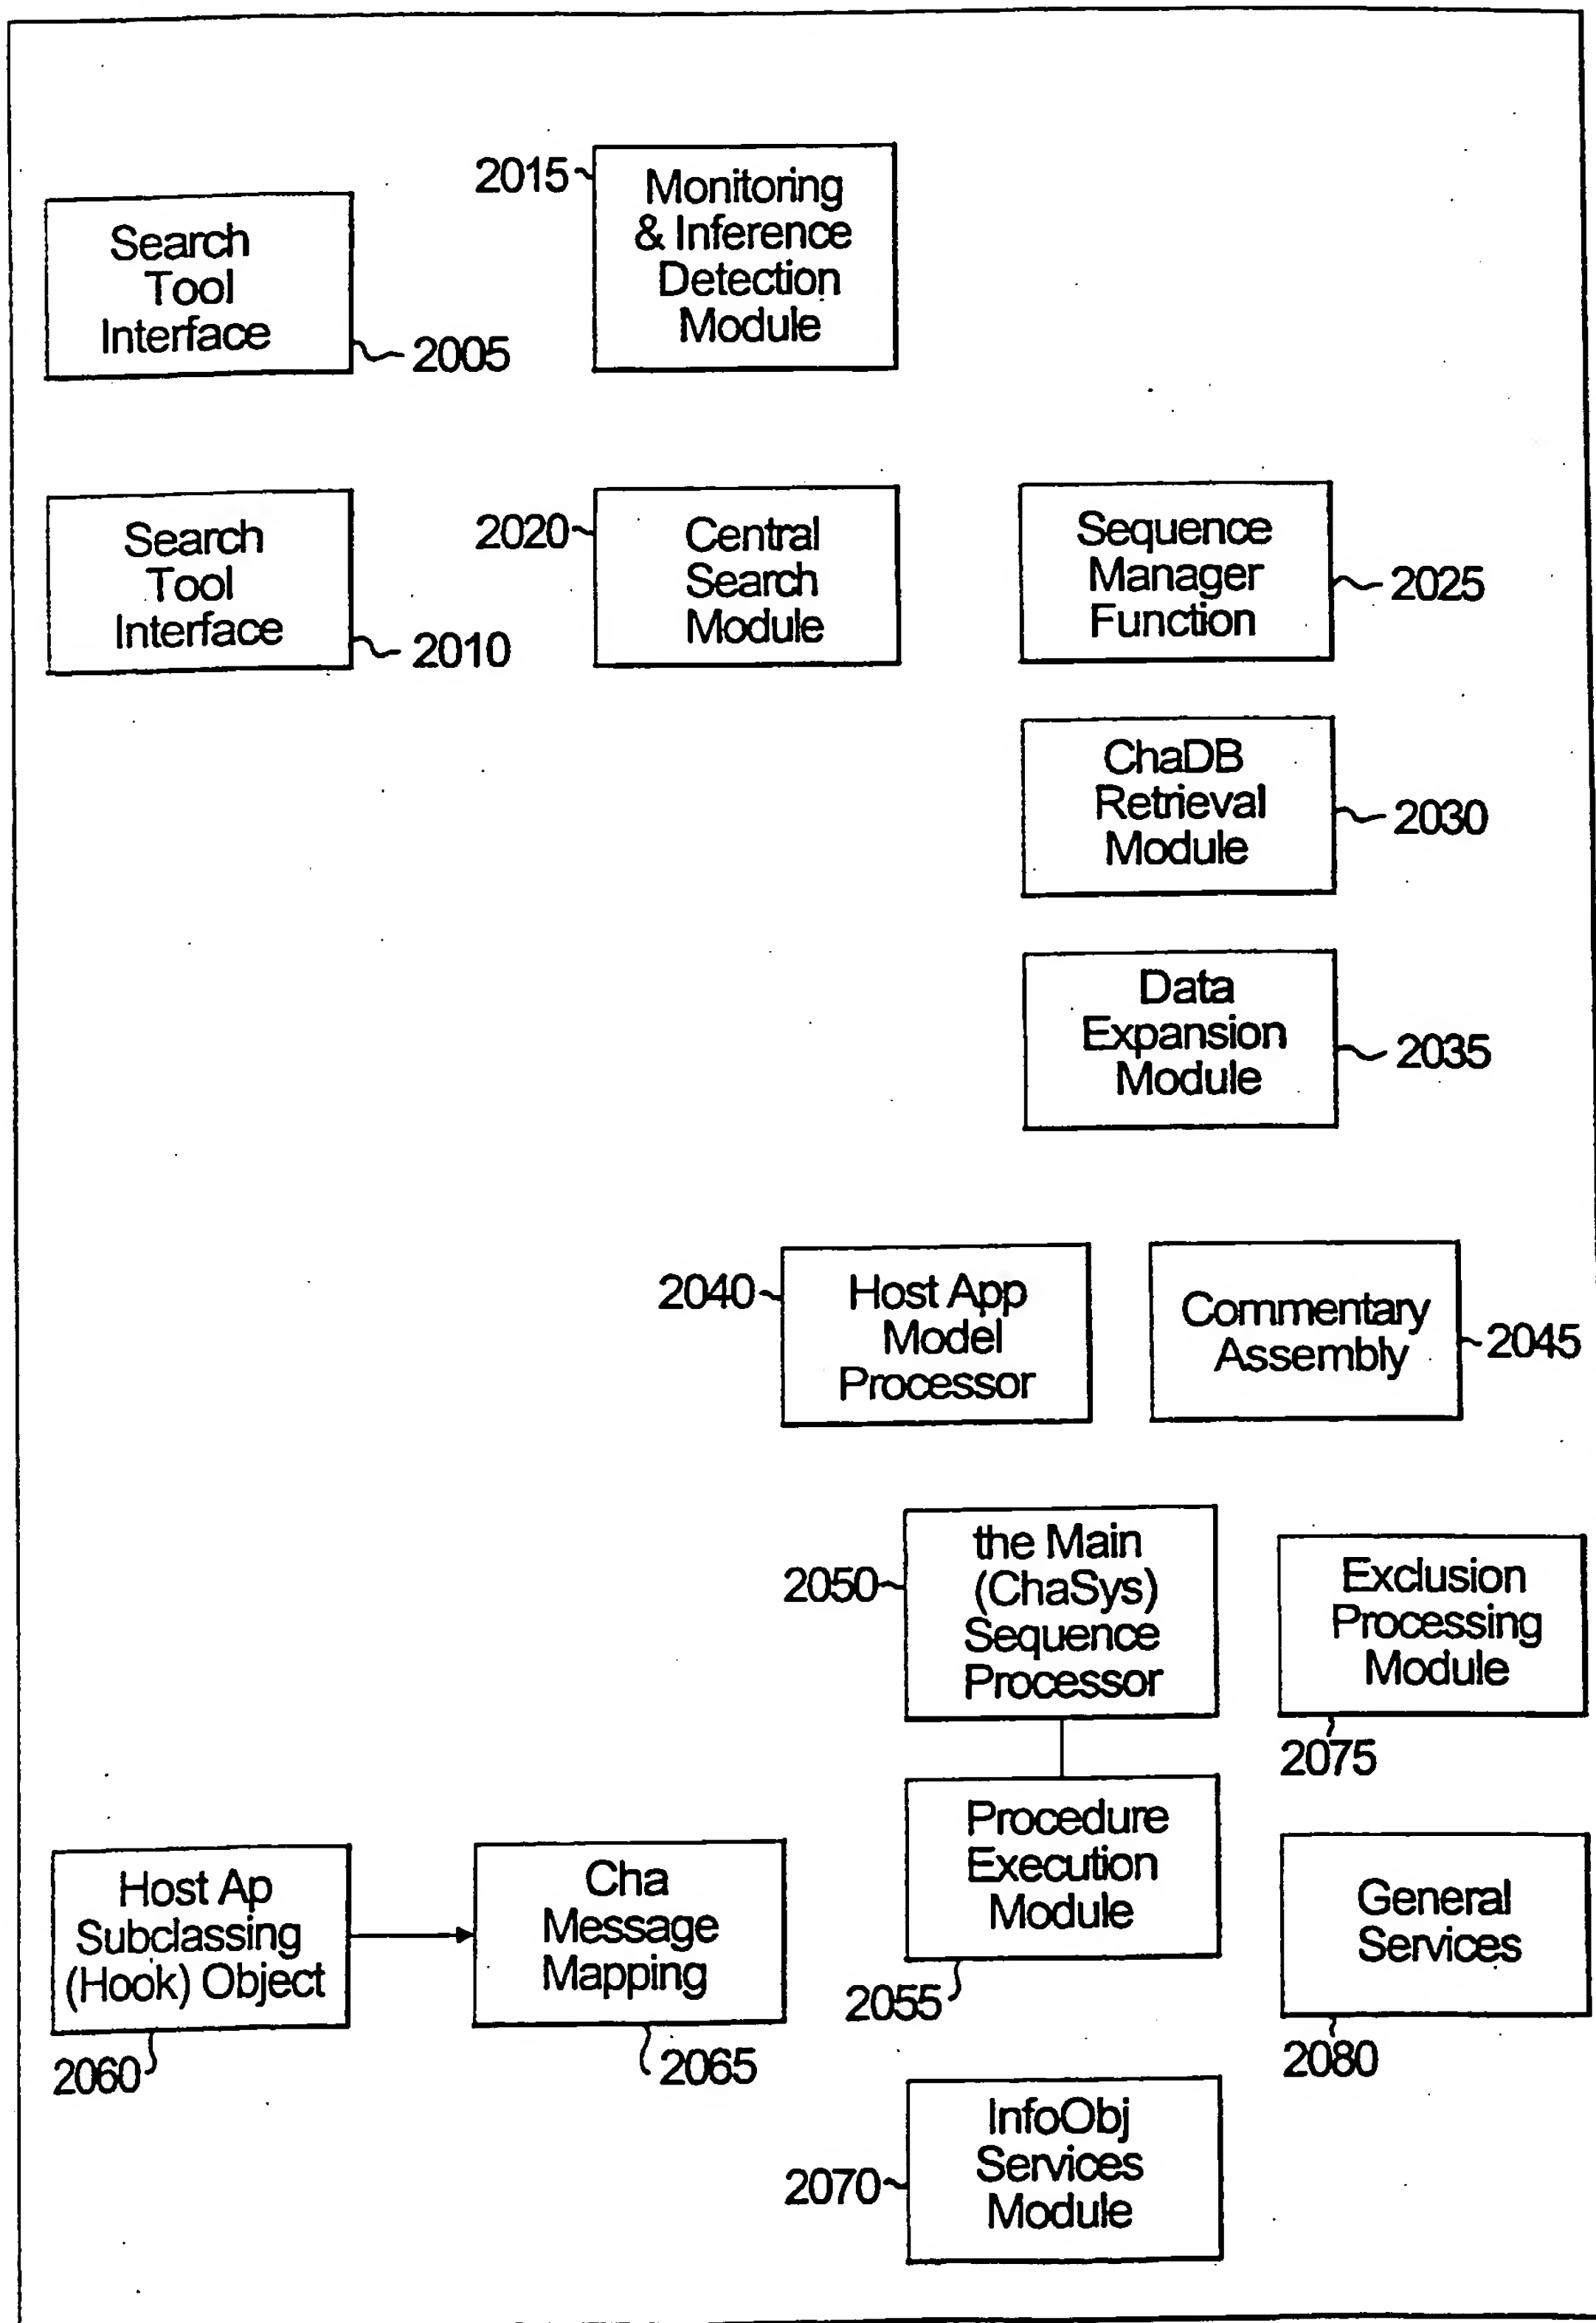 2015
Monitoring
& Inference
Detection
Module
Search
Tool
Interface
2005
Search
Tool
Interface
2010
2020
Central
Search
Module
Sequence
Manager
Function
2025
ChaDB
Retrieval
Module
2030
Data
Expansion
Module
2035
2040
Host App
Model
Processor
Commentary
Assembly
2045
2050
the Main
(ChaSys)
Sequence
Processor
Exclusion
Processing
Module
2075
Procedure
Execution
Module
2055
Host Ap
Subclassing
(Hook) Object
2060
Cha
Message
Mapping
2065
General
Services
2080
2070
InfoObj
Services
Module